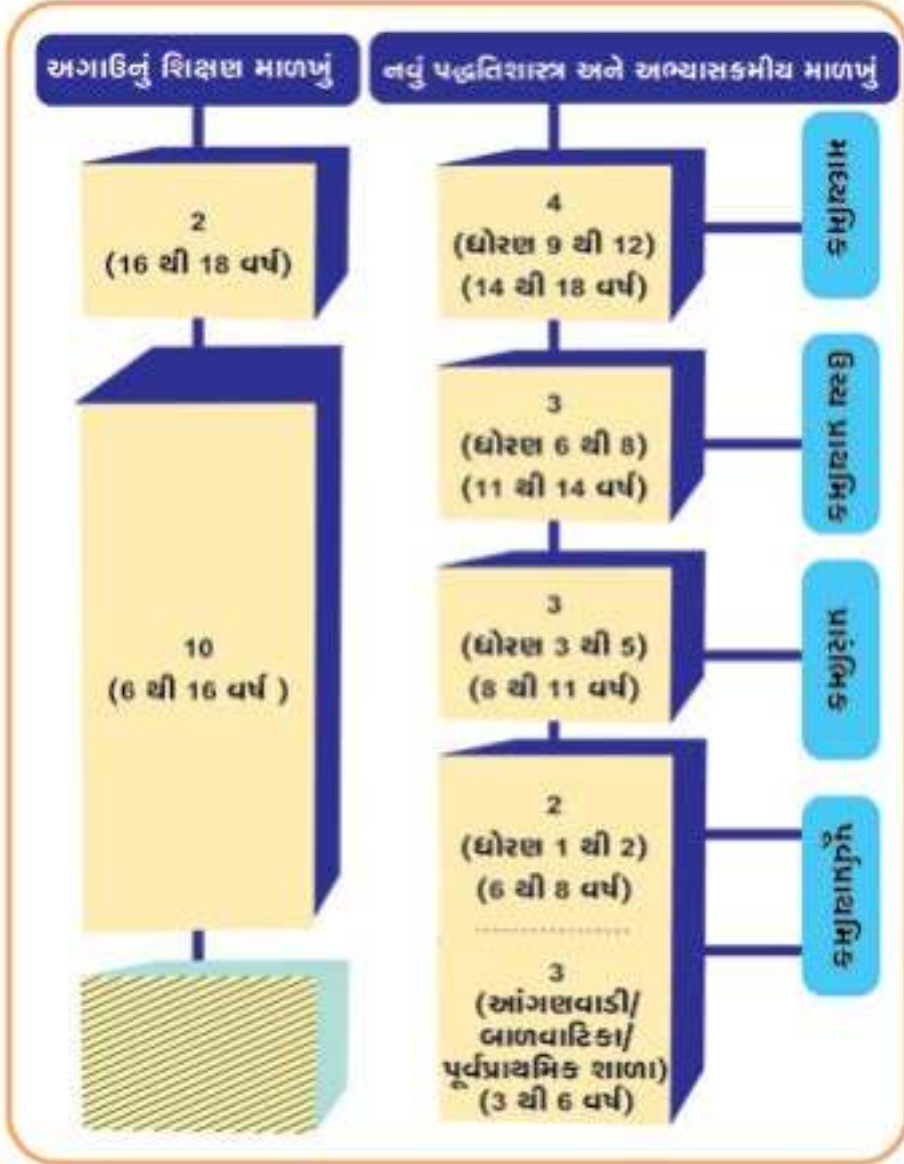 અગાઉનું શિક્ષણ માળખું
2
(16 થી 18 વર્ષ)
10
(6 થી 16 વર્ષ )
નવું પદ્ધતિશાસ્ત્ર અને અભ્યાસક્રમીય માળખું
4
(ધોરણ 9 થી 12)
(14 થી 18 વર્ષ)
માધ્યમિક
3
(ધોરણ 6 થી 8)
(11 થી 14 વર્ષ)
ઉચ્ચ પ્રાથમિક
3
(ધોરણ 3 થી 5)
(8 થી 11 વર્ષ)
પ્રારંભિક
2
(ધોરણ 1 થી 2)
(6 થી 8 વર્ષ)
3
(આંગણવાડી/
બાળવાટિકા/
પૂર્વપ્રાથમિક શાળા)
(3 થી 6 વર્ષ)
પૂર્વપ્રાથમિક